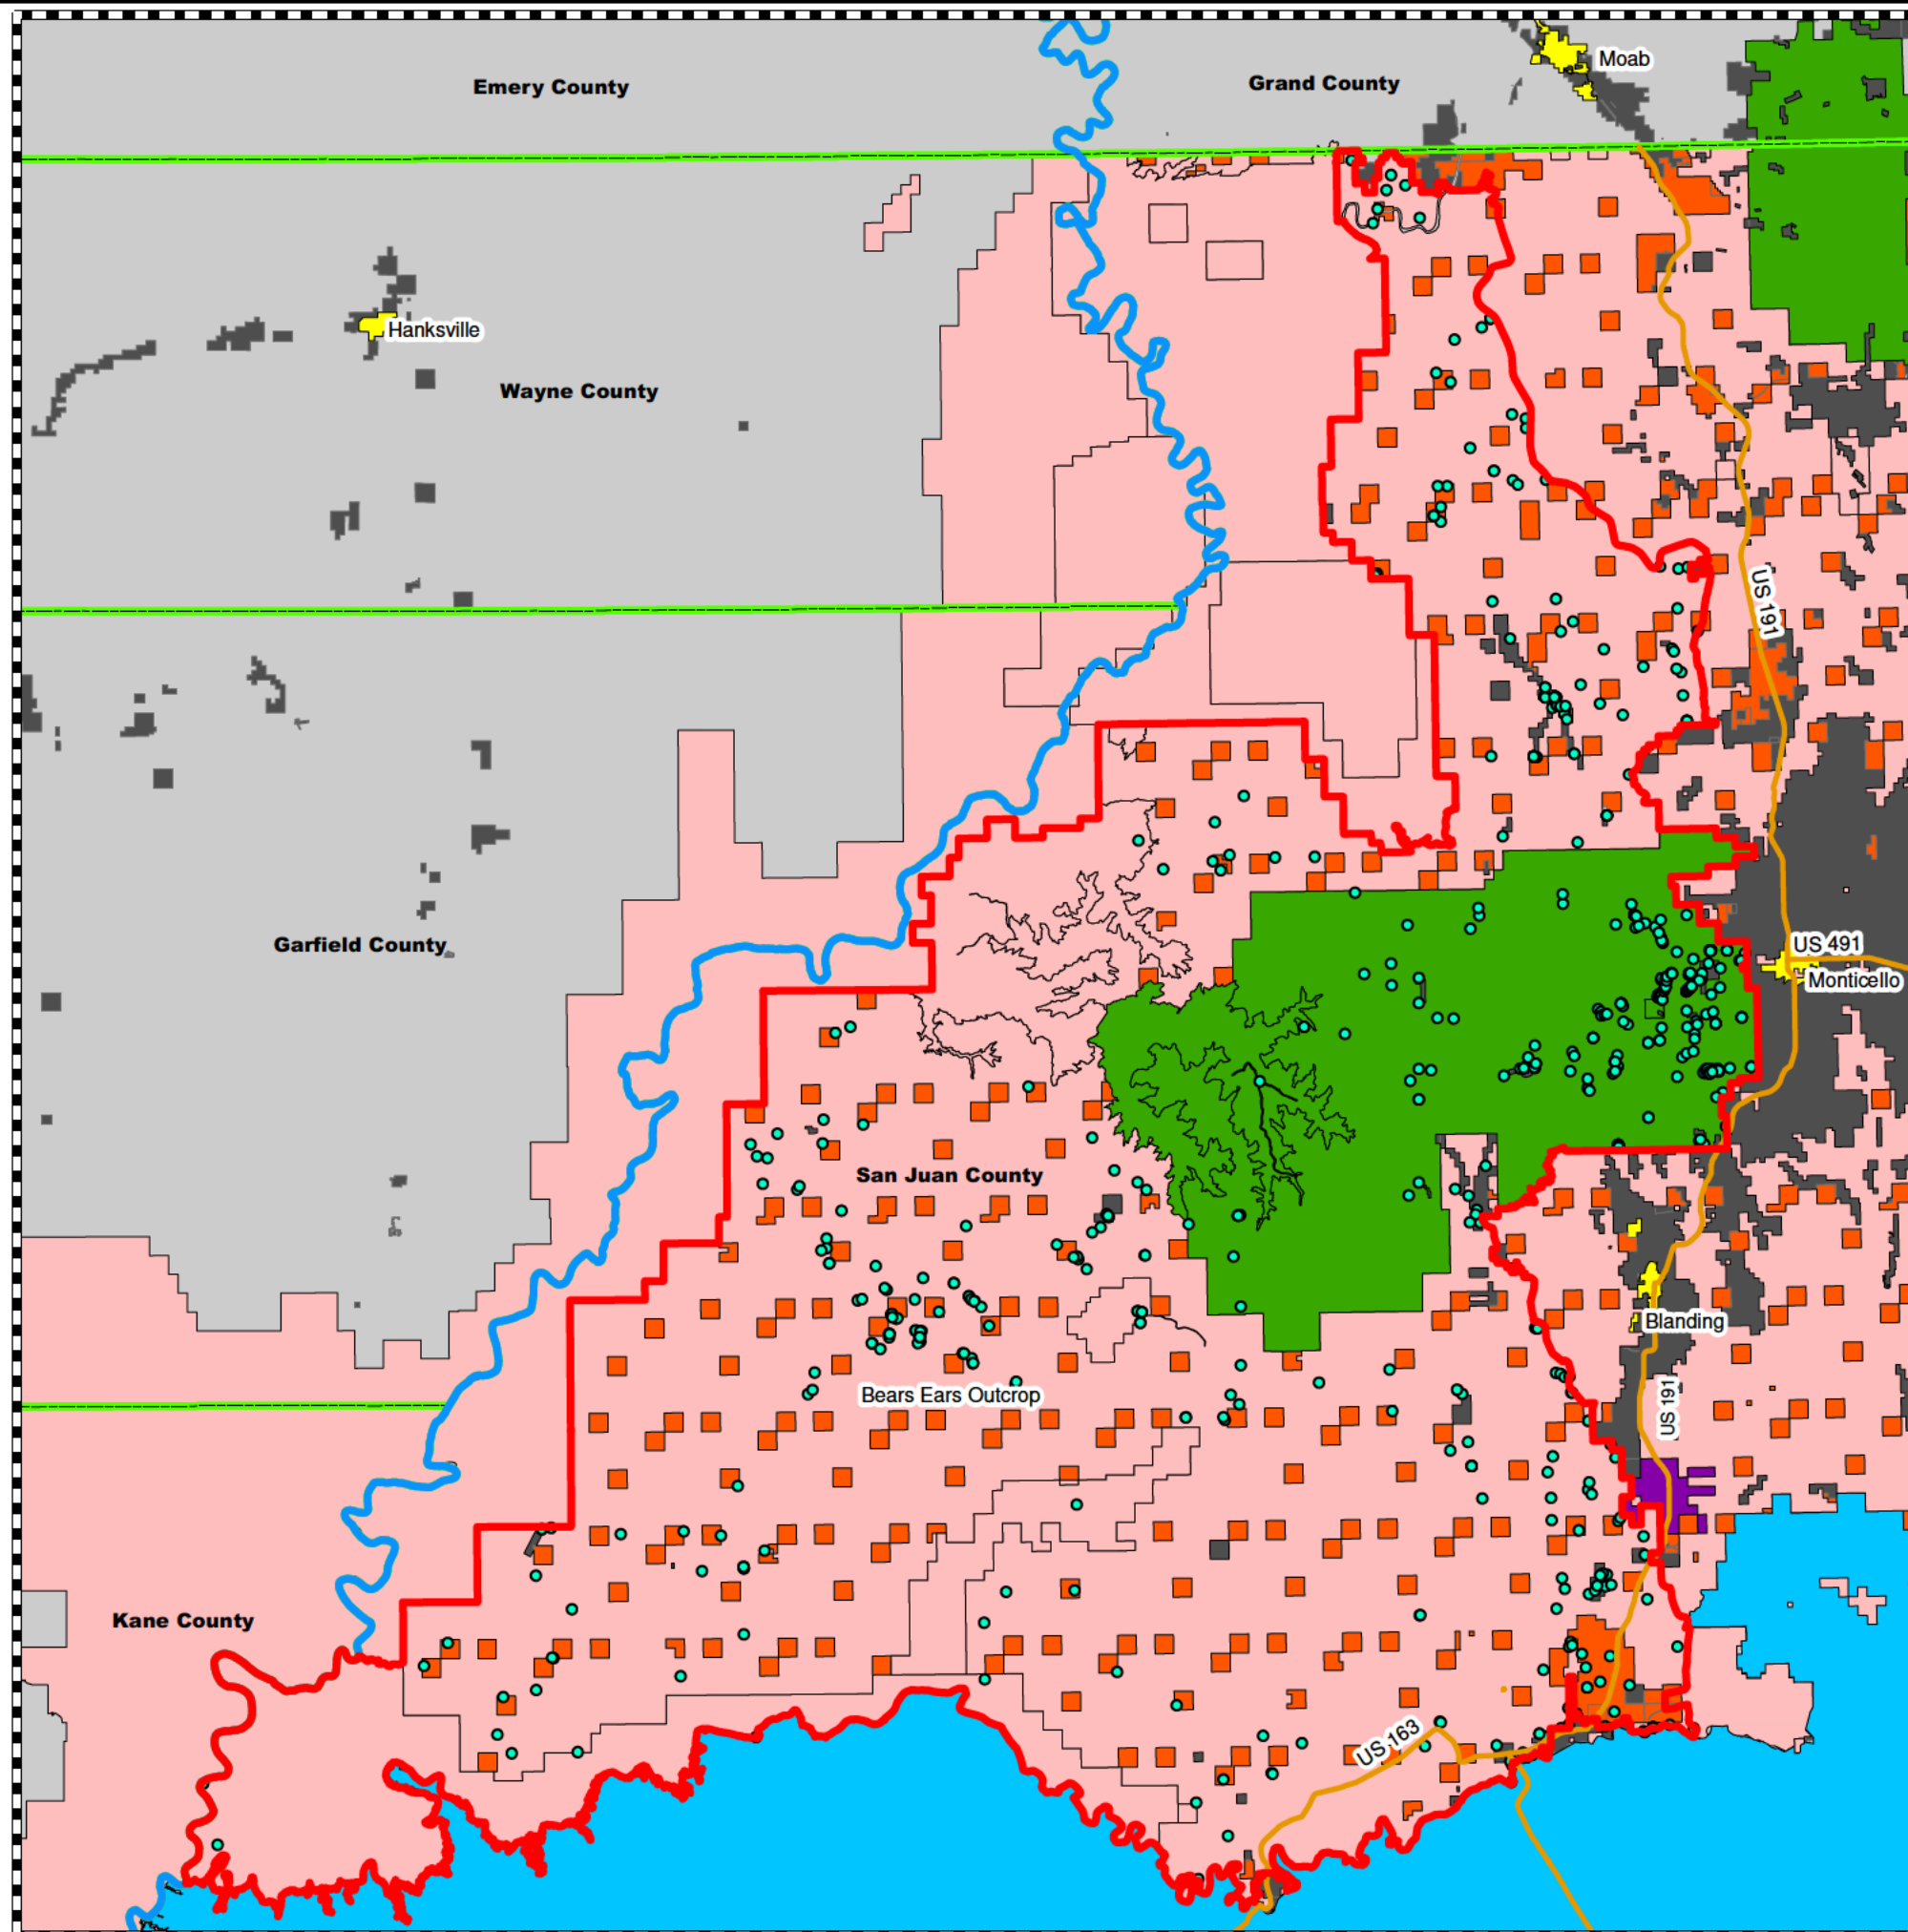 Moab
Emery County
Grand County
Hanksville
Wayne County
US 191
Garfield County
US 491
Monticello
San Juan County
Blanding
Bears Ears Outcrop
US 191
Kane County
US 163